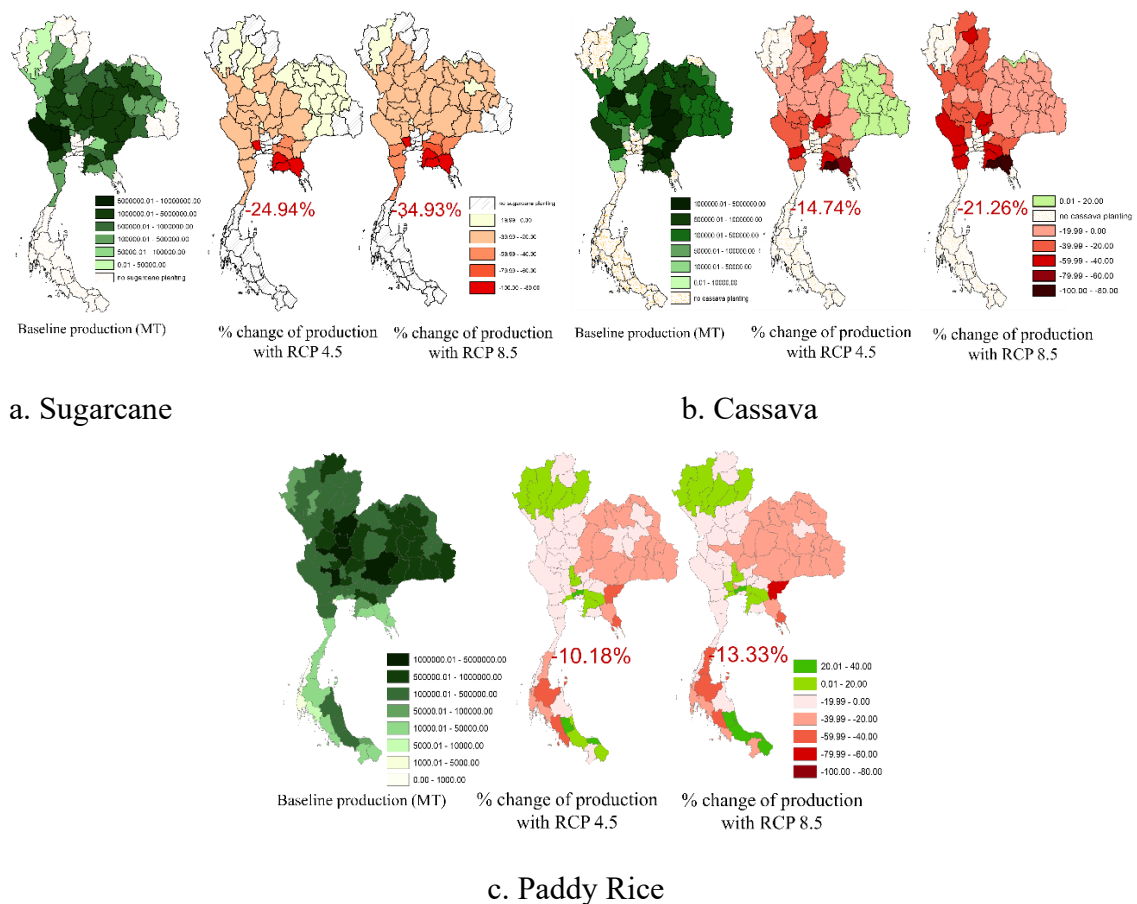 -24.94%
-34.93%
5000000.01 - 10000000.00
1000000.01 - 5000000.00
500000.01 - 1000000.00
100000.01 - 500000.00
50000.01 - 100000.00
0.01 - 50000.00
no sugarcane planting
no sugarcane planting
-19.99 - 0.00
-39.99 - -20.00
-59.99 - -40.00
-79.99 - -60.00
-100.00 - -80.00
Baseline production (MT)
% change of production
with RCP 4.5
% change of production
with RCP 8.5
a. Sugarcane
-14.74%
-21.26%
1000000.01 - 5000000.00
500000.01 - 1000000.00
100000.01 - 500000.00
50000.01 - 100000.00
10000.01 - 50000.00
0.01 - 10000.00
no cassava planting
0.01 - 20.00
no cassava planting
-19.99 - 0.00
-39.99 - -20.00
-59.99 - -40.00
-79.99 - -60.00
-100.00 - -80.00
Baseline production (MT)
% change of production
with RCP 4.5
% change of production
with RCP 8.5
b. Cassava
-10.18%
-13.33%
1000000.01 - 5000000.00
500000.01 - 1000000.00
100000.01 - 500000.00
50000.01 - 100000.00
10000.01 - 50000.00
5000.01 - 10000.00
1000.01 - 5000.00
0.00 - 1000.00
20.01 - 40.00
0.01 - 20.00
-19.99 - 0.00
-39.99 - -20.00
-59.99 - -40.00
-79.99 - -60.00
-100.00 - -80.00
Baseline production (MT)
% change of production
with RCP 4.5
% change of production
with RCP 8.5
c. Paddy Rice